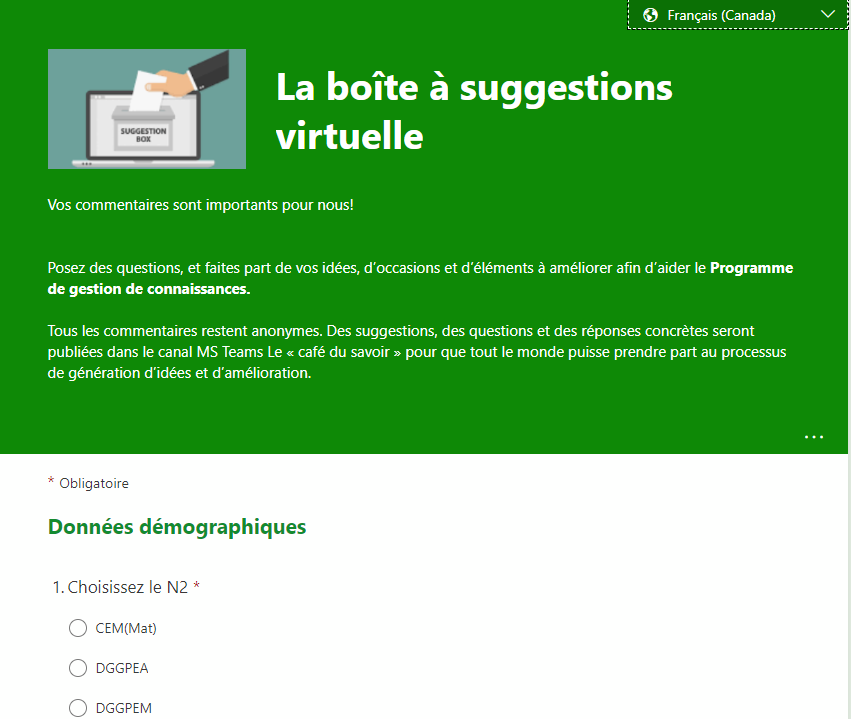 Français (Canada)
SUGGESTION
BOX
La boîte à suggestions
virtuelle
Vos commentaires sont importants pour nous!
Posez des questions, et faites part de vos idées, d’occasions et d’éléments à améliorer afin d’aider le Programme
de gestion de connaissances.
Tous les commentaires restent anonymes. Des suggestions, des questions et des réponses concrètes seront
publiées dans le canal MS Teams Le « café du savoir » pour que tout le monde puisse prendre part au processus
de génération d’idées et d’amélioration.
...
* Obligatoire
Données démographiques
1. Choisissez le N2 *
CEM(Mat)
DGGPEA
DGGPEM